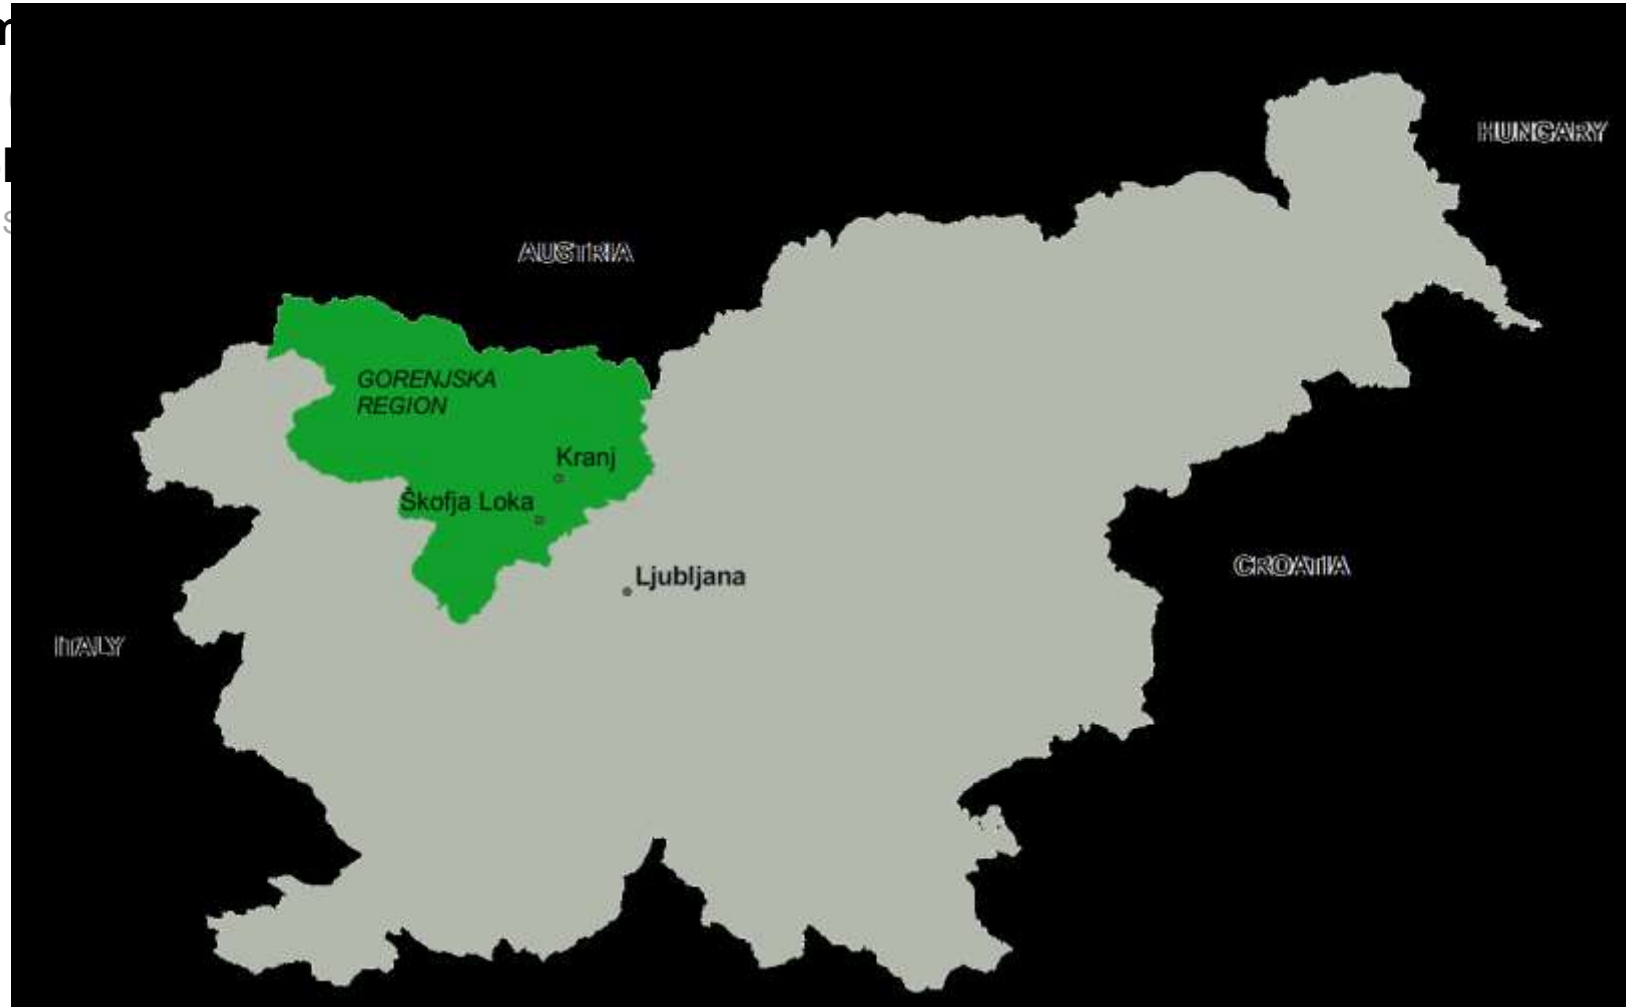 HUNGARY
AUSTRIA
GORENJSKA
REGION
Kranj
Škofja Loka
Ljubljana
CROATIA
ITALY